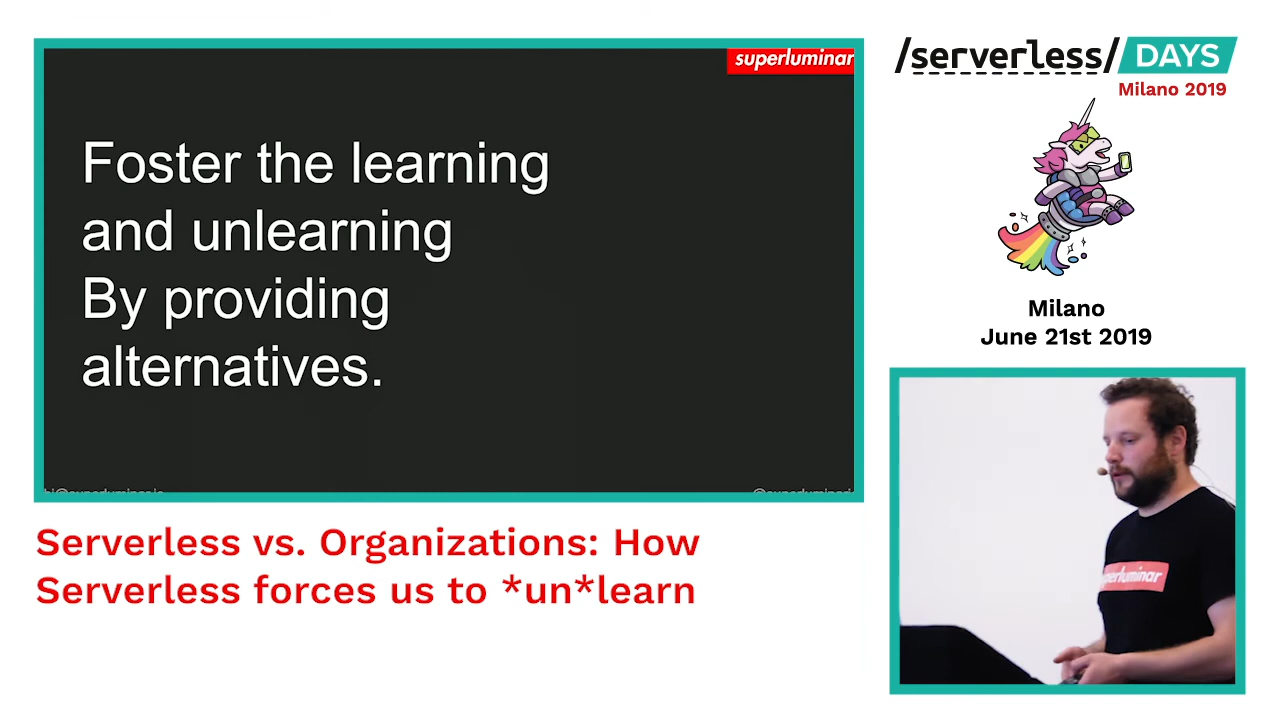 superluminar
Foster the learning
and unlearning
By providing
alternatives.
/serverless/DAYS
Milano 2019
Milano
June 21st 2019
Serverless vs. Organizations: How
Serverless forces us to *un*learn